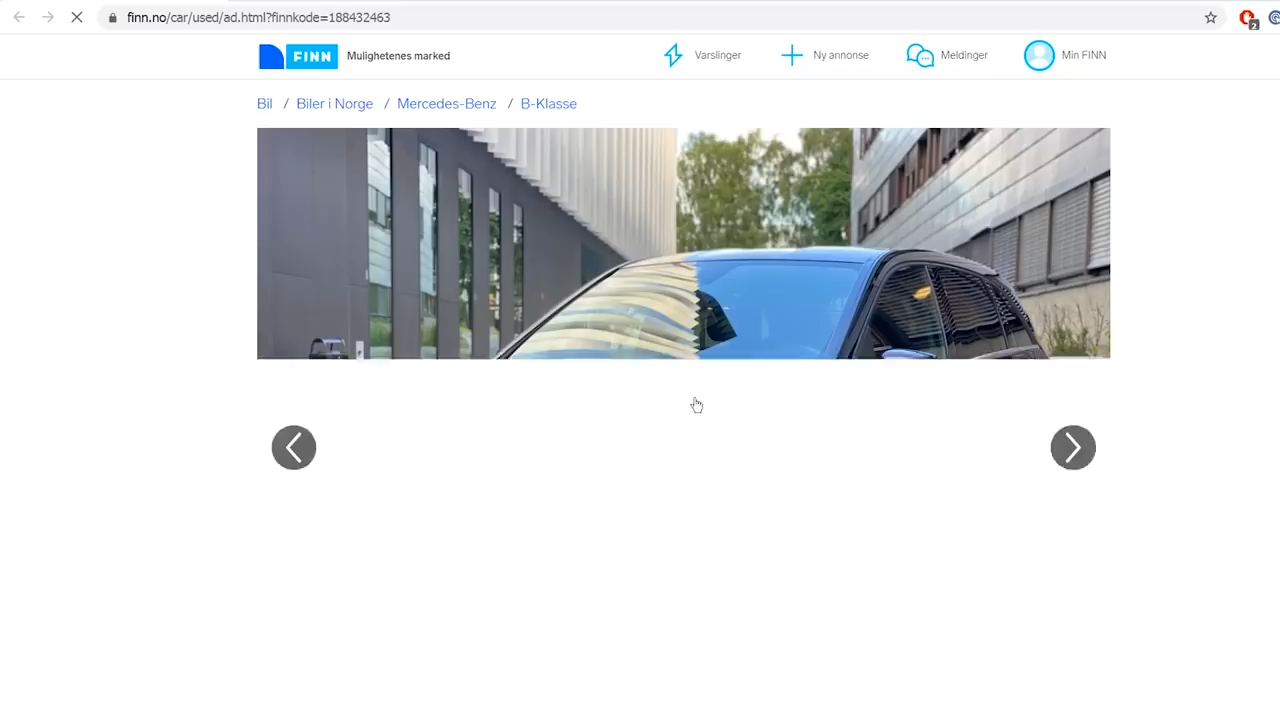 finn.no/car/used/ad.html?finnkode=188432463
2
FINN Mulighetenes marked Varslinger Ny annonse Meldinger Min FINN
Bil / Biler i Norge / Mercedes-Benz / B-Klasse